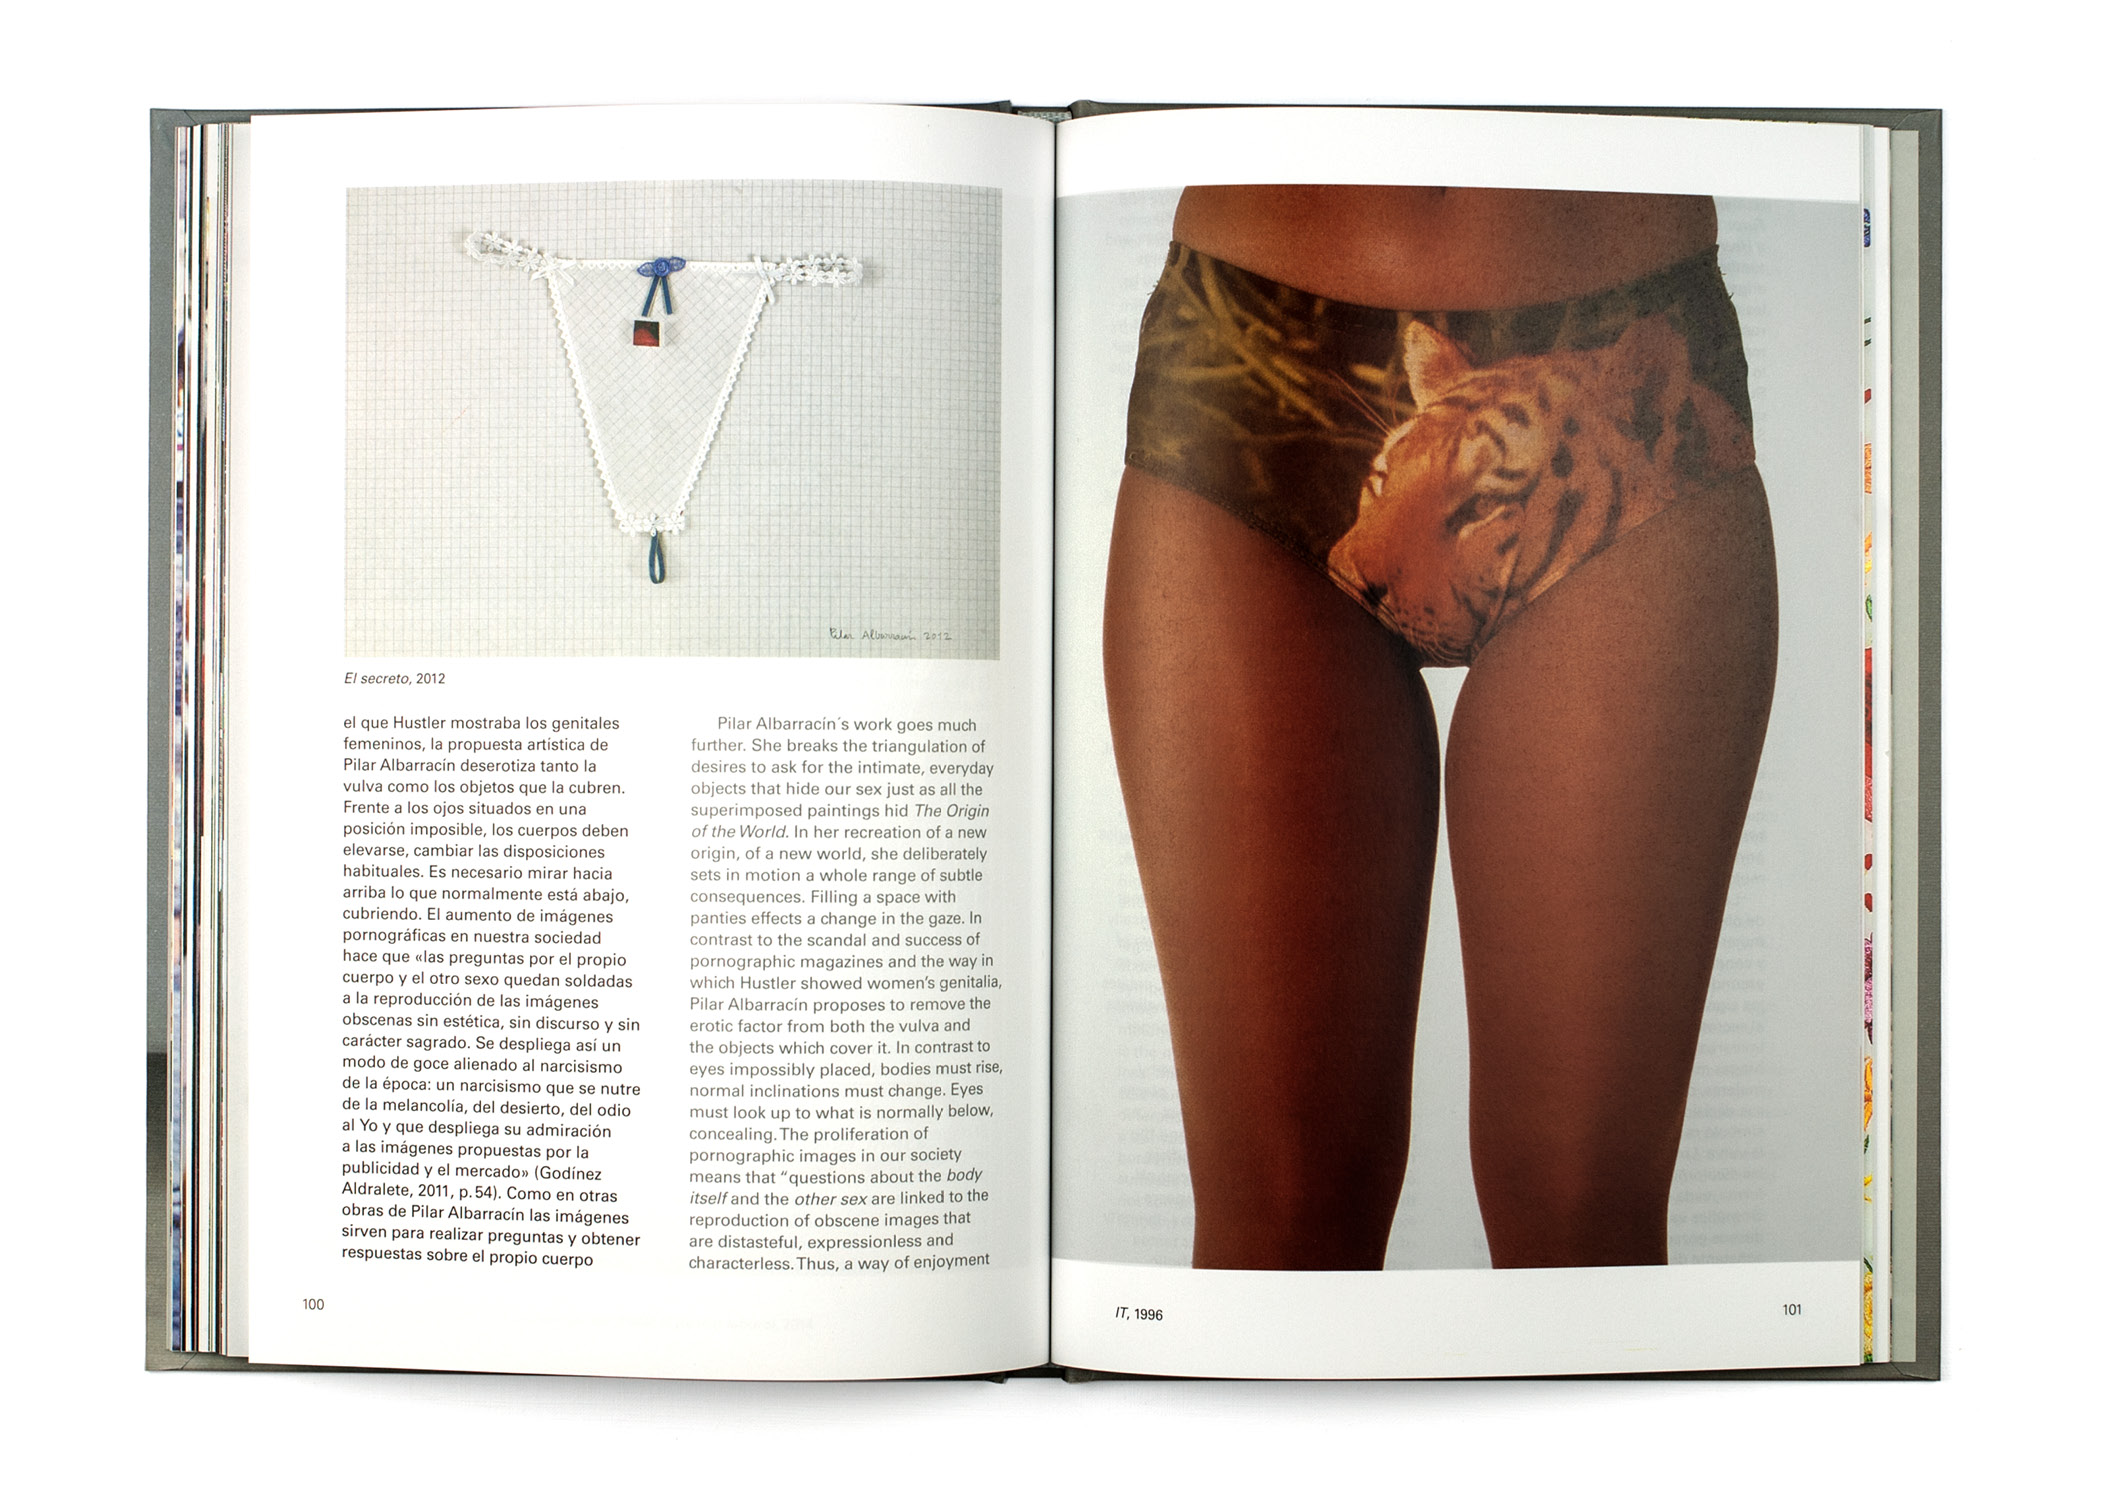 Pilar Albarracín 2012
El secreto, 2012
el que Hustler mostraba los genitales
femeninos, la propuesta artística de
Pilar Albarracín deserotiza tanto la
vulva como los objetos que la cubren.
Frente a los ojos situados en una
posición imposible, los cuerpos deben
elevarse, cambiar las disposiciones
habituales. Es necesario mirar hacia
arriba lo que normalmente está abajo,
cubriendo. El aumento de imágenes
pornográficas en nuestra sociedad
hace que «las preguntas por el propio
cuerpo y el otro sexo quedan soldadas
a la reproducción de las imágenes
obscenas sin estética, sin discurso y sin
carácter sagrado. Se despliega así un
modo de goce alienado al narcisismo
de la época: un narcisismo que se nutre
de la melancolía, del desierto, del odio
al Yo y que despliega su admiración
a las imágenes propuestas por la
publicidad y el mercado» (Godínez
Aldralete, 2011, p.54). Como en otras
obras de Pilar Albarracín las imágenes
sirven para realizar preguntas y obtener
respuestas sobre el propio cuerpo
Pilar Albarracín´s work goes much
further. She breaks the triangulation of
desires to ask for the intimate, everyday
objects that hide our sex just as all the
superimposed paintings hid The Origin
of the World. In her recreation of a new
origin, of a new world, she deliberately
sets in motion a whole range of subtle
consequences. Filling a space with
panties effects a change in the gaze. In
contrast to the scandal and success of
pornographic magazines and the way in
which Hustler showed women's genitalia,
Pilar Albarracín proposes to remove the
erotic factor from both the vulva and
the objects which cover it. In contrast to
eyes impossibly placed, bodies must rise,
normal inclinations must change. Eyes
must look up to what is normally below,
concealing. The proliferation of
pornographic images in our society
means that “questions about the body
itself and the other sex are linked to the
reproduction of obscene images that
are distasteful, expressionless and
characterless. Thus, a way of enjoyment
100
IT, 1996
101